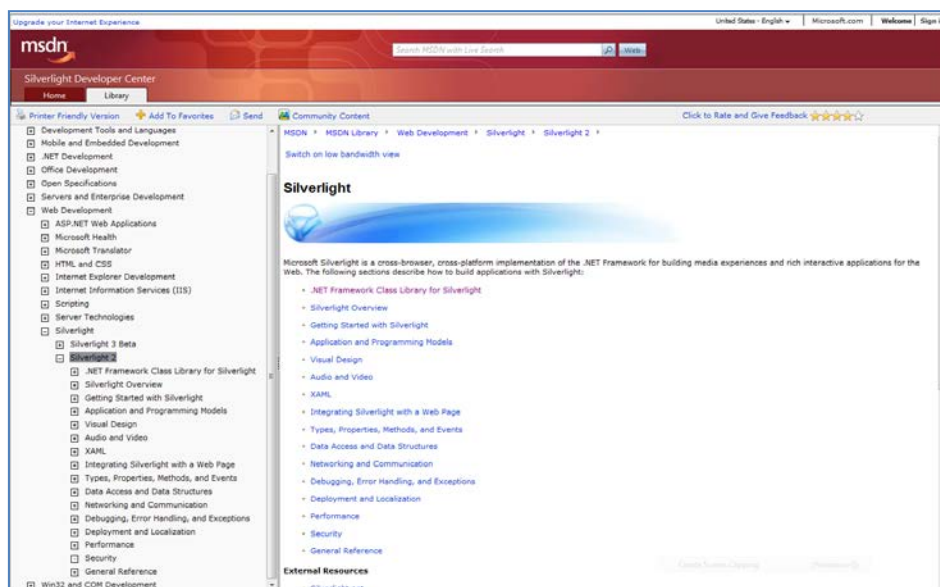 Upgrade your Internet Experience
United States - English
Microsoft.com
Welcome
Sign i
msdn
Search MSDN with Live Search
Web
Silverlight Developer Center
Home
Library
Printer Friendly Version
Add To Favorites
Send
Community Content
Click to Rate and Give Feedback
Development Tools and Languages
Mobile and Embedded Development
.NET Development
Office Development
Open Specifications
Servers and Enterprise Development
Web Development
ASP.NET Web Applications
Microsoft Health
Microsoft Translator
HTML and CSS
Internet Explorer Development
Internet Information Services (IIS)
Scripting
Server Technologies
Silverlight
Silverlight 3 Beta
Silverlight 2
.NET Framework Class Library for Silverlight
Silverlight Overview
Getting Started with Silverlight
Application and Programming Models
Visual Design
Audio and Video
XAML
Integrating Silverlight with a Web Page
Types, Properties, Methods, and Events
Data Access and Data Structures
Networking and Communication
Debugging, Error Handling, and Exceptions
Deployment and Localization
Performance
Security
General Reference
Win32 and COM Development
MSDN
MSDN Library
Web Development
Silverlight
Silverlight 2
Switch on low bandwidth view
Silverlight
Microsoft Silverlight is a cross-browser, cross-platform implementation of the .NET Framework for building media experiences and rich interactive applications for the
Web. The following sections describe how to build applications with Silverlight:
.NET Framework Class Library for Silverlight
Silverlight Overview
Getting Started with Silverlight
Application and Programming Models
Visual Design
Audio and Video
XAML
Integrating Silverlight with a Web Page
Types, Properties, Methods, and Events
Data Access and Data Structures
Networking and Communication
Debugging, Error Handling, and Exceptions
Deployment and Localization
Performance
Security
General Reference
External Resources